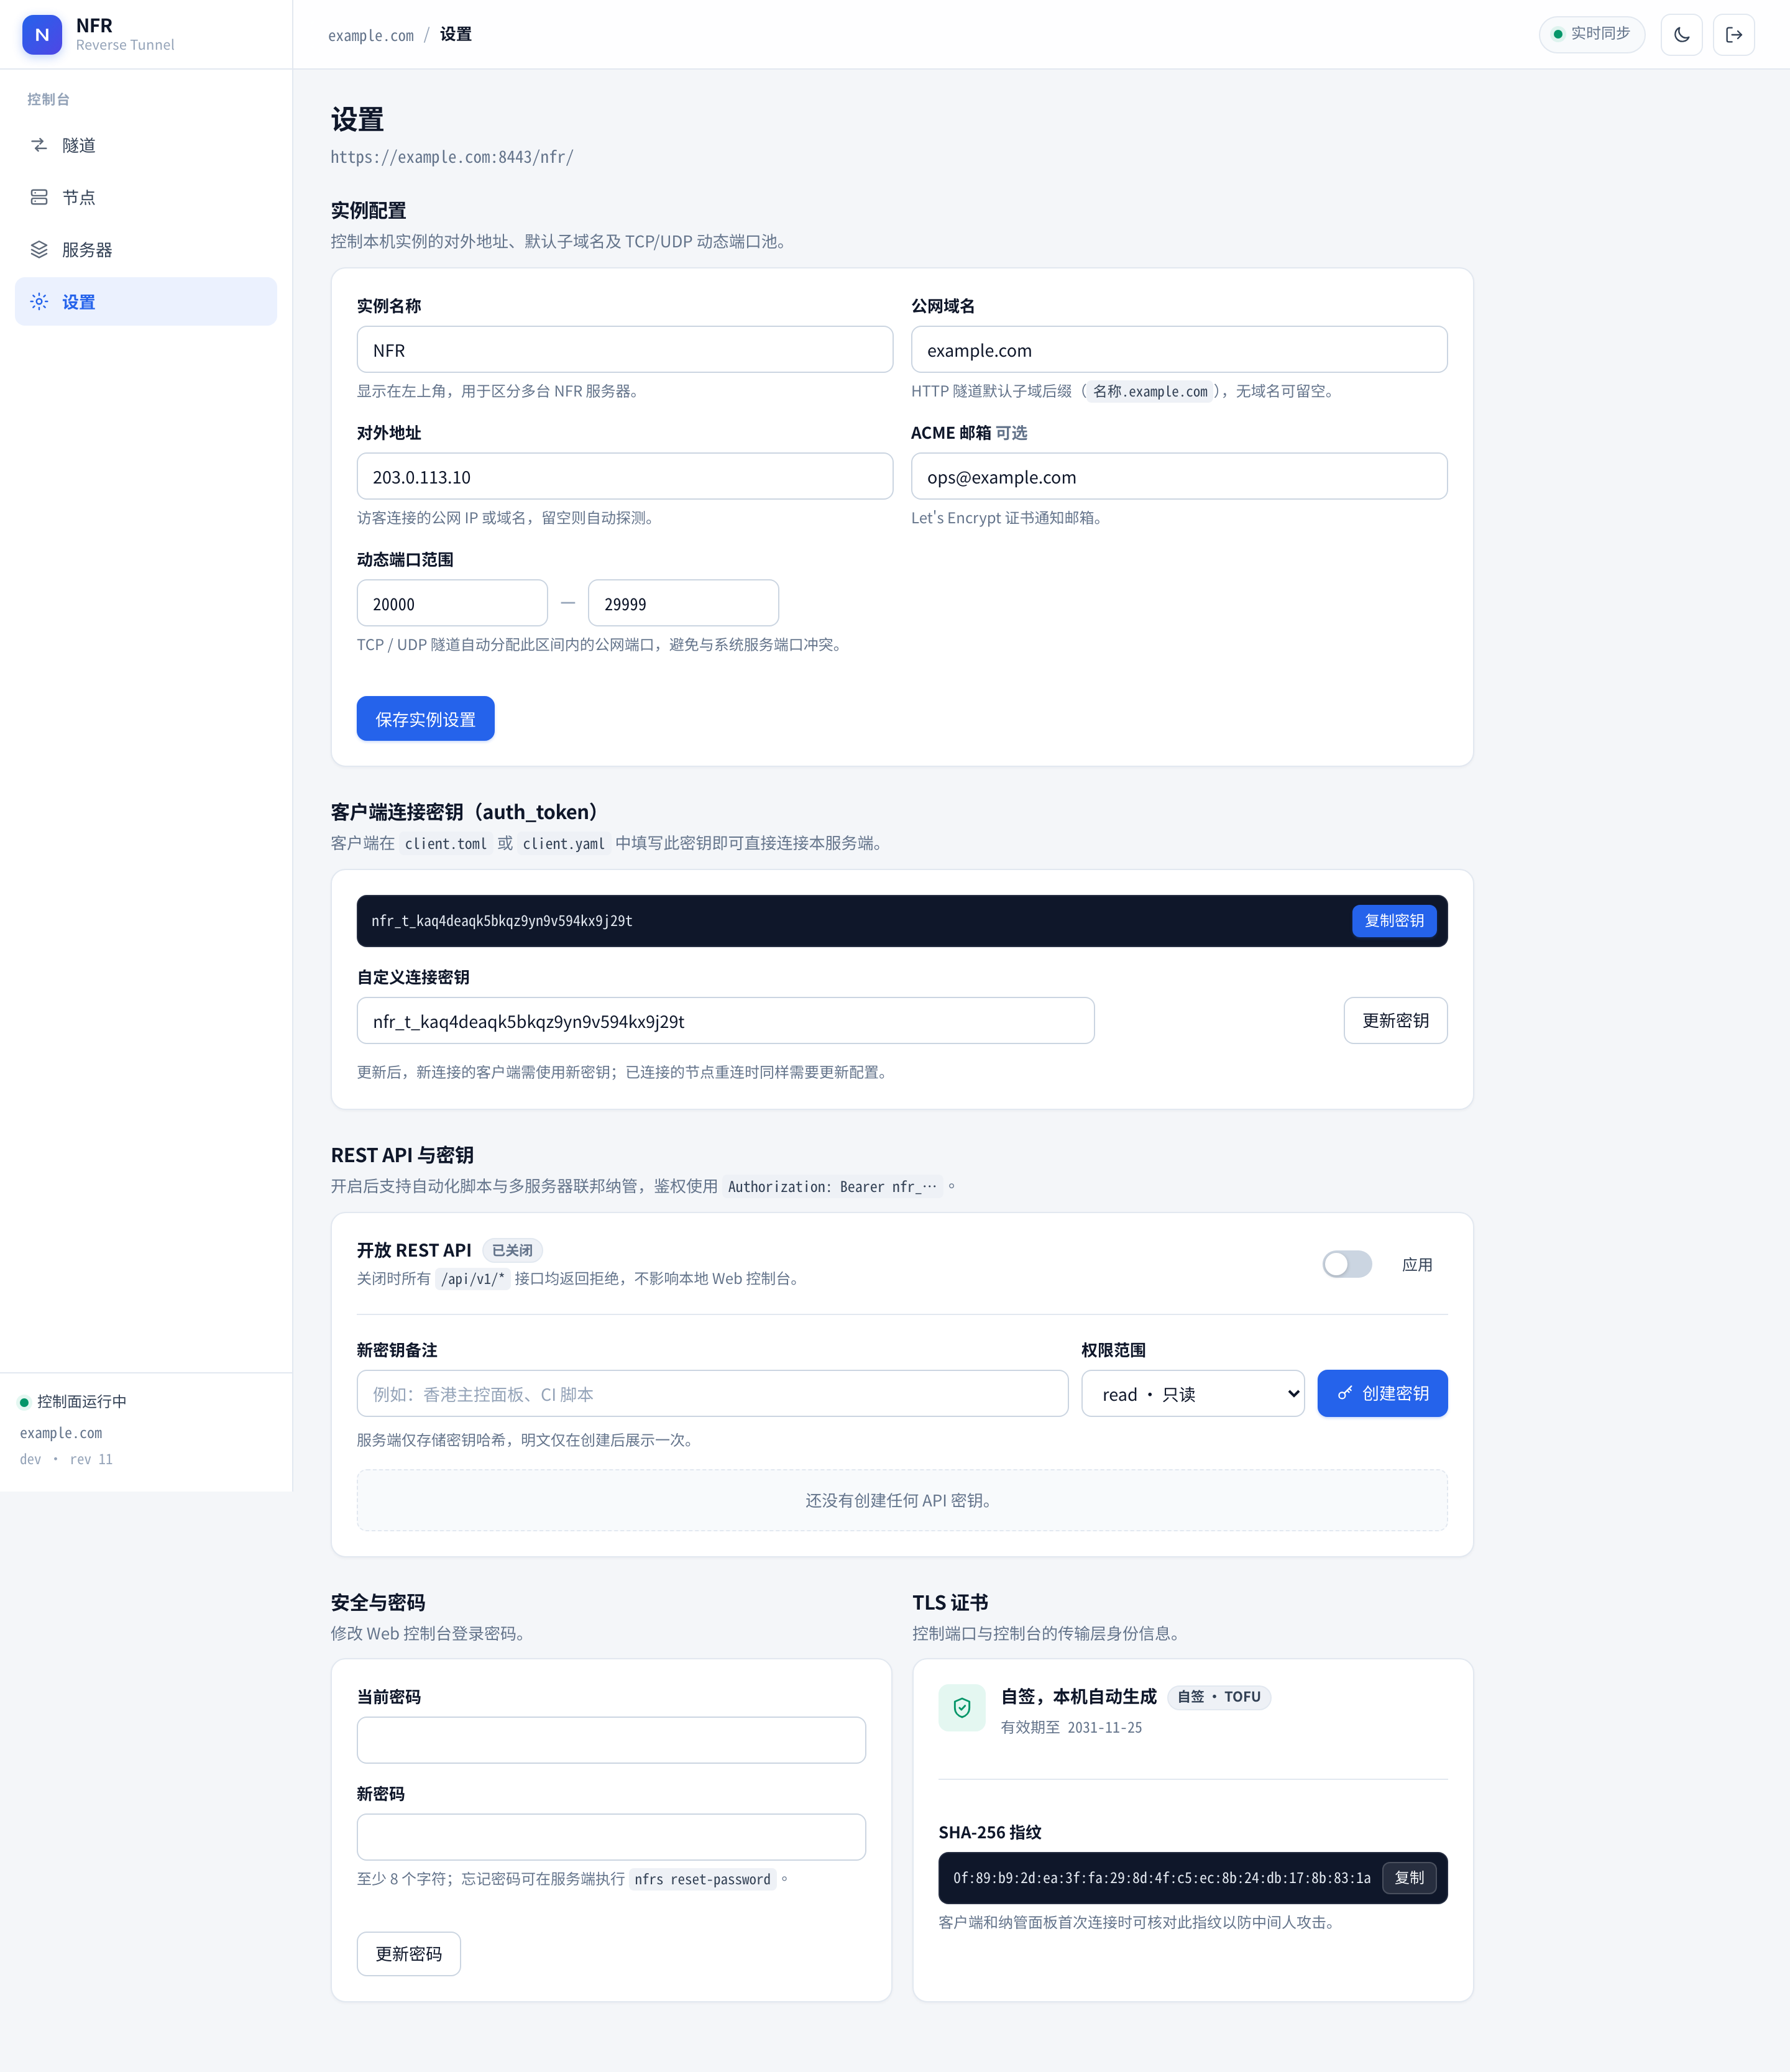 N
NFR
Reverse Tunnel
example.com / 设置
实时同步
控制台
隧道
节点
服务器
设置
设置
https://example.com:8443/nfr/
实例配置
控制本机实例的对外地址、默认子域名及 TCP/UDP 动态端口池。
实例名称
NFR
显示在左上角，用于区分多台 NFR 服务器。
公网域名
example.com
HTTP 隧道默认子域后缀（名称.example.com），无域名可留空。
对外地址
203.0.113.10
访客连接的公网 IP 或域名，留空则自动探测。
ACME 邮箱 可选
ops@example.com
Let's Encrypt 证书通知邮箱。
动态端口范围
20000 — 29999
TCP / UDP 隧道自动分配此区间内的公网端口，避免与系统服务端口冲突。
保存实例设置
客户端连接密钥（auth_token）
客户端在 client.toml 或 client.yaml 中填写此密钥即可直接连接本服务端。
nfr_t_kaq4deaqk5bkqz9yn9v594kx9j29t
复制密钥
自定义连接密钥
nfr_t_kaq4deaqk5bkqz9yn9v594kx9j29t
更新密钥
更新后，新连接的客户端需使用新密钥；已连接的节点重连时同样需要更新配置。
REST API 与密钥
开启后支持自动化脚本与多服务器联邦纳管，鉴权使用 Authorization: Bearer nfr_… 。
开放 REST API 已关闭
关闭时所有 /api/v1/* 接口均返回拒绝，不影响本地 Web 控制台。
应用
新密钥备注
例如：香港主控面板、CI 脚本
权限范围
read · 只读
创建密钥
服务端仅存储密钥哈希，明文仅在创建后展示一次。
还没有创建任何 API 密钥。
控制面运行中
example.com
dev · rev 11
安全与密码
修改 Web 控制台登录密码。
当前密码
新密码
至少 8 个字符；忘记密码可在服务端执行 nfrs reset-password 。
更新密码
TLS 证书
控制端口与控制台的传输层身份信息。
自签，本机自动生成 自签 · TOFU
有效期至 2031-11-25
SHA-256 指纹
0f:89:b9:2d:ea:3f:fa:29:8d:4f:c5:ec:8b:24:db:17:8b:83:1a
复制
客户端和纳管面板首次连接时可核对此指纹以防中间人攻击。